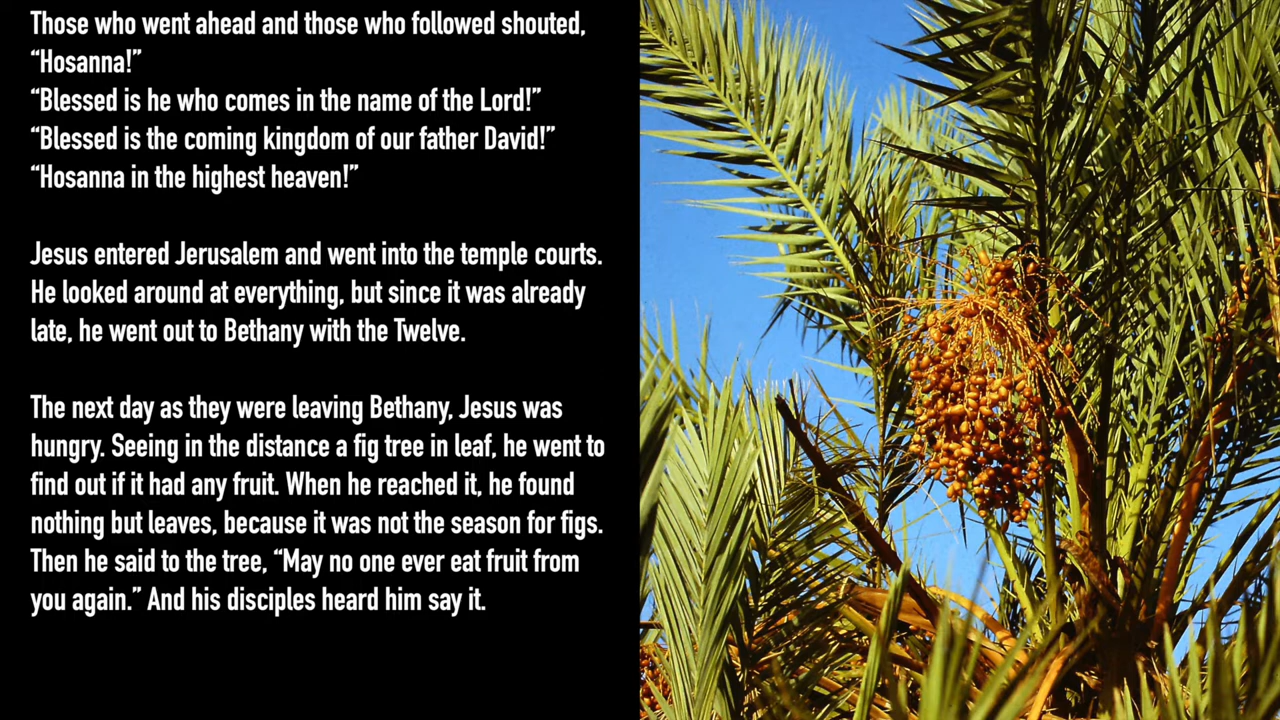 Those who went ahead and those who followed shouted,
“Hosanna!”
“Blessed is he who comes in the name of the Lord!”
“Blessed is the coming kingdom of our father David!”
“Hosanna in the highest heaven!”
Jesus entered Jerusalem and went into the temple courts.
He looked around at everything, but since it was already
late, he went out to Bethany with the Twelve.
The next day as they were leaving Bethany, Jesus was
hungry. Seeing in the distance a fig tree in leaf, he went to
find out if it had any fruit. When he reached it, he found
nothing but leaves, because it was not the season for figs.
Then he said to the tree, “May no one ever eat fruit from
you again.” And his disciples heard him say it.